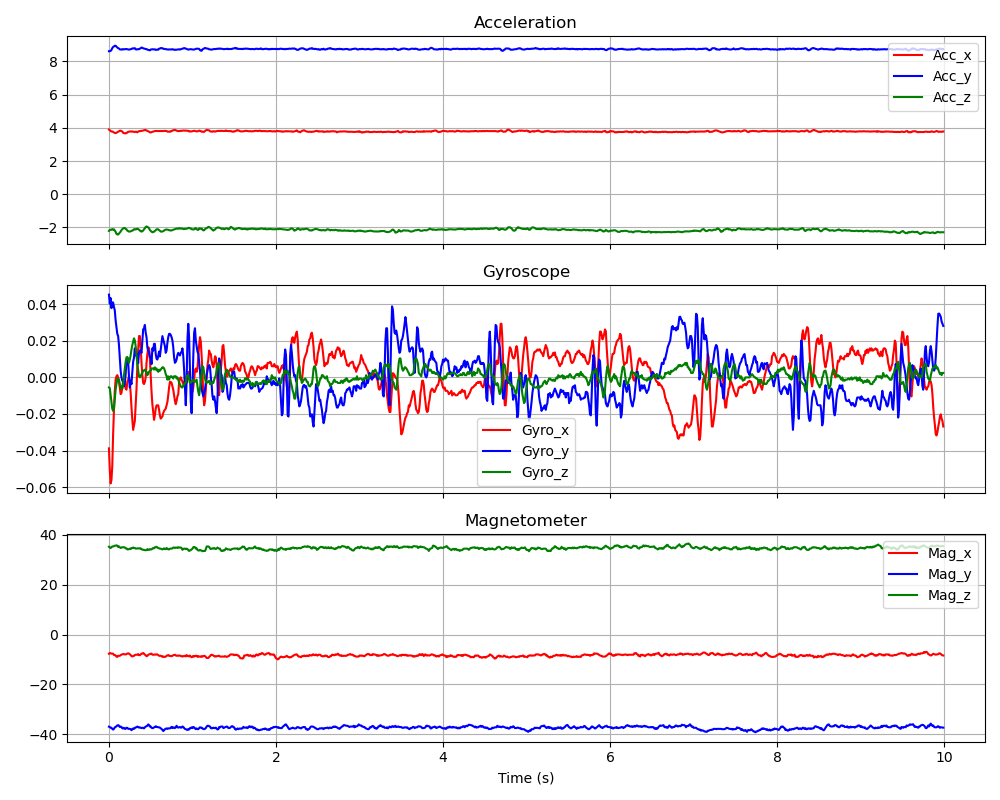 Acceleration
8
6
4
2
0
−2
Acc_x
Acc_y
Acc_z
Gyroscope
0.04
0.02
0.00
−0.02
−0.04
−0.06
Gyro_x
Gyro_y
Gyro_z
Magnetometer
40
20
0
−20
−40
Mag_x
Mag_y
Mag_z
0 2 4 6 8 10
Time (s)